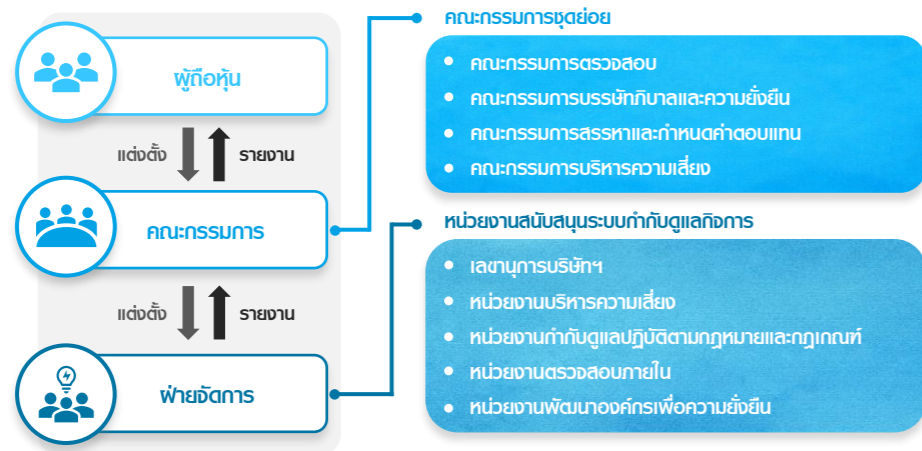 ผู้ถือหุ้น
แต่งตั้ง รายงาน
คณะกรรมการ
แต่งตั้ง รายงาน
ฝ่ายจัดการ
คณะกรรมการชุดย่อย
คณะกรรมการตรวจสอบ
คณะกรรมการบรรษัทภิบาลและความยั่งยืน
คณะกรรมการสรรหาและกำหนดค่าตอบแทน
คณะกรรมการบริหารความเสี่ยง
หน่วยงานสนับสนุนระบบกำกับดูแลกิจการ
เลขานุการบริษัทฯ
หน่วยงานบริหารความเสี่ยง
หน่วยงานกำกับดูแลปฏิบัติตามกฎหมายและกฎเกณฑ์
หน่วยงานตรวจสอบภายใน
หน่วยงานพัฒนาองค์กรเพื่อความยั่งยืน